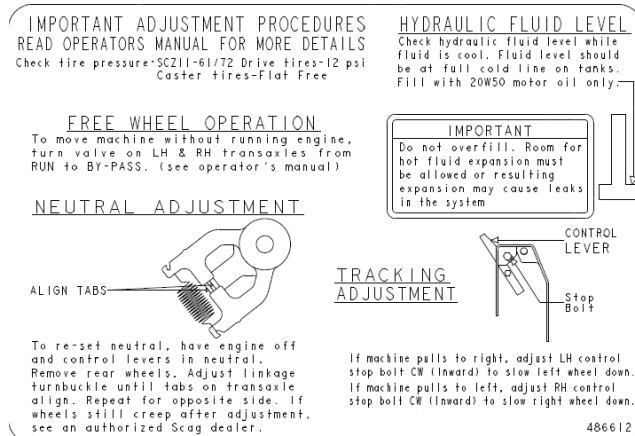 IMPORTANT ADJUSTMENT PROCEDURES
READ OPERATORS MANUAL FOR MORE DETAILS
Check tire pressure·SCZII-61/72 Drive tires-12 psi
Caster tires-Flat Free
FREE WHEEL OPERATION
To move machine without running engine,
turn valve on LH & RH transaxles from
RUN to BY-PASS. (see operator's manual)
NEUTRAL ADJUSTMENT
ALIGN TABS
To re-set neutral, have engine off
and control levers in neutral.
Remove rear wheels. Adjust linkage
turnbuckle until tabs on transaxle
align. Repeat for opposite side. If
wheels still creep after adjustment,
see an authorized Scag dealer.
HYDRAULIC FLUID LEVEL
Check hydraulic fluid level while
fluid is cool. Fluid level should
be at full cold line on tanks.
Fill with 20W50 motor oil only.
IMPORTANT
Do not overfill. Room for
hot fluid expansion must
be allowed or resulting
expansion may cause leaks
in the system
TRACKING
ADJUSTMENT
CONTROL
LEVER
Stop
Bolt
If machine pulls to right, adjust LH control
stop bolt CW (Inward) to slow left wheel down.
If machine pulls to left, adjust RH control
stop bolt CW (Inward) to slow right wheel down.
486612